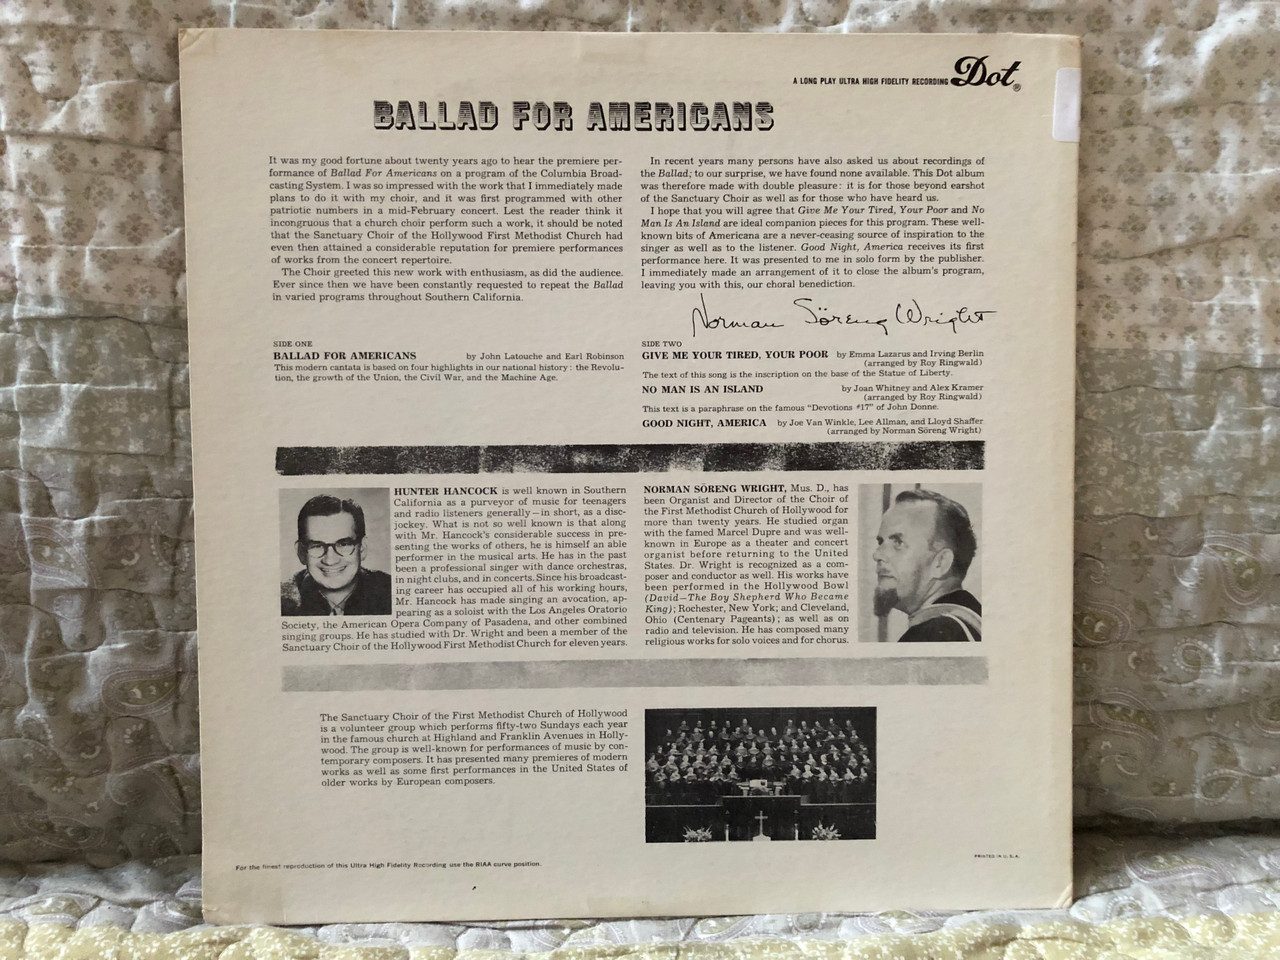 A LONG PLAY ULTRA HIGH FIDELITY RECORDING Dot ®
BALLAD FOR AMERICANS
It was my good fortune about twenty years ago to hear the premiere per-
formance of Ballad For Americans on a program of the Columbia Broad-
casting System. I was so impressed with the work that I immediately made
plans to do it with my choir, and it was first programmed with other
patriotic numbers in a mid-February concert. Lest the reader think it
incongruous that a church choir perform such a work, it should be noted
that the Sanctuary Choir of the Hollywood First Methodist Church had
even then attained a considerable reputation for premiere performances
of works from the concert repertoire.
The Choir greeted this new work with enthusiasm, as did the audience.
Ever since then we have been constantly requested to repeat the Ballad
in varied programs throughout Southern California.
In recent years many persons have also asked us about recordings of
the Ballad; to our surprise, we have found none available. This Dot album
was therefore made with double pleasure: it is for those beyond earshot
of the Sanctuary Choir as well as for those who have heard us.
I hope that you will agree that Give Me Your Tired, Your Poor and No
Man Is An Island are ideal companion pieces for this program. These well-
known bits of Americana are a never-ceasing source of inspiration to the
singer as well as to the listener. Good Night, America receives its first
performance here. It was presented to me in solo form by the publisher.
I immediately made an arrangement of it to close the album's program,
leaving you with this, our choral benediction.
Norman Söreng Wright
SIDE ONE
BALLAD FOR AMERICANS by John Latouche and Earl Robinson
This modern cantata is based on four highlights in our national history: the Revolu-
tion, the growth of the Union, the Civil War, and the Machine Age.
SIDE TWO
GIVE ME YOUR TIRED, YOUR POOR by Emma Lazarus and Irving Berlin
(arranged by Roy Ringwald)
The text of this song is the inscription on the base of the Statue of Liberty.
NO MAN IS AN ISLAND by Joan Whitney and Alex Kramer
(arranged by Roy Ringwald)
This text is a paraphrase on the famous "Devotions #17" of John Donne.
GOOD NIGHT, AMERICA by Joe Van Winkle, Lee Allman, and Lloyd Shaffer
(arranged by Norman Söreng Wright)
HUNTER HANCOCK is well known in Southern
California as a purveyor of music for teenagers
and radio listeners generally—in short, as a disc-
jockey. What is not so well known is that along
with Mr. Hancock's considerable success in pre-
senting the works of others, he is himself an able
performer in the musical arts. He has in the past
been a professional singer with dance orchestras,
in night clubs, and in concerts. Since his broadcast-
ing career has occupied all of his working hours,
Mr. Hancock has made singing an avocation, ap-
pearing as a soloist with the Los Angeles Oratorio
Society, the American Opera Company of Pasadena, and other combined
singing groups. He has studied with Dr. Wright and been a member of the
Sanctuary Choir of the Hollywood First Methodist Church for eleven years.
NORMAN SÖRENG WRIGHT, Mus. D., has
been Organist and Director of the Choir of
the First Methodist Church of Hollywood for
more than twenty years. He studied organ
with the famed Marcel Dupre and was well-
known in Europe as a theater and concert
organist before returning to the United
States. Dr. Wright is recognized as a com-
poser and conductor as well. His works have
been performed in the Hollywood Bowl
(David—The Boy Shepherd Who Became
King); Rochester, New York; and Cleveland,
Ohio (Centenary Pageants); as well as on
radio and television. He has composed many
religious works for solo voices and for chorus.
The Sanctuary Choir of the First Methodist Church of Hollywood
is a volunteer group which performs fifty-two Sundays each year
in the famous church at Highland and Franklin Avenues in Holly-
wood. The group is well-known for performances of music by con-
temporary composers. It has presented many premieres of modern
works as well as some first performances in the United States of
older works by European composers.
For the finest reproduction of this Ultra High Fidelity Recording use the RIAA curve position.
PRINTED IN U. S. A.